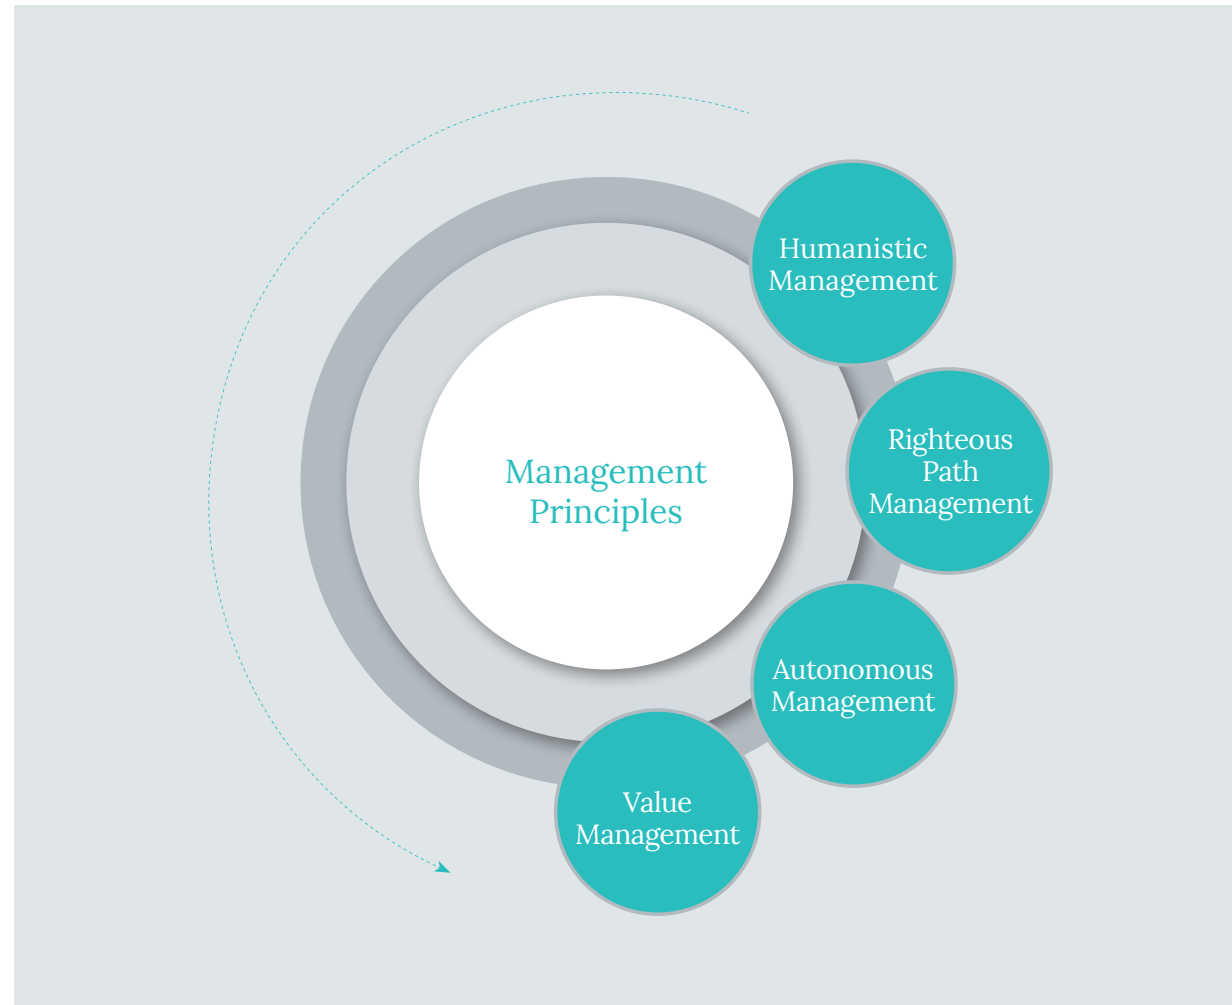 Management
Principles
Humanistic
Management
Righteous
Path
Management
Autonomous
Management
Value
Management